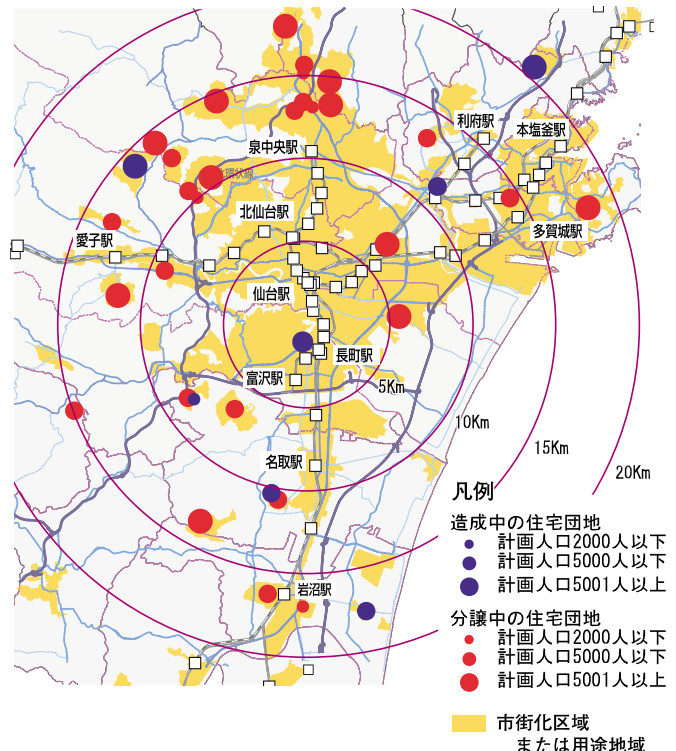 利府駅
本塩釜駅
泉中央駅
環状線
北仙台駅
多賀城駅
愛子駅
仙台駅
長町駅
富沢駅
5Km
10Km
15Km
名取駅
20Km
凡例
造成中の住宅団地
計画人口2000人以下
計画人口5000人以下
計画人口5001人以上
岩沼駅
分譲中の住宅団地
計画人口2000人以下
計画人口5000人以下
計画人口5001人以上
市街化区域
または用途地域